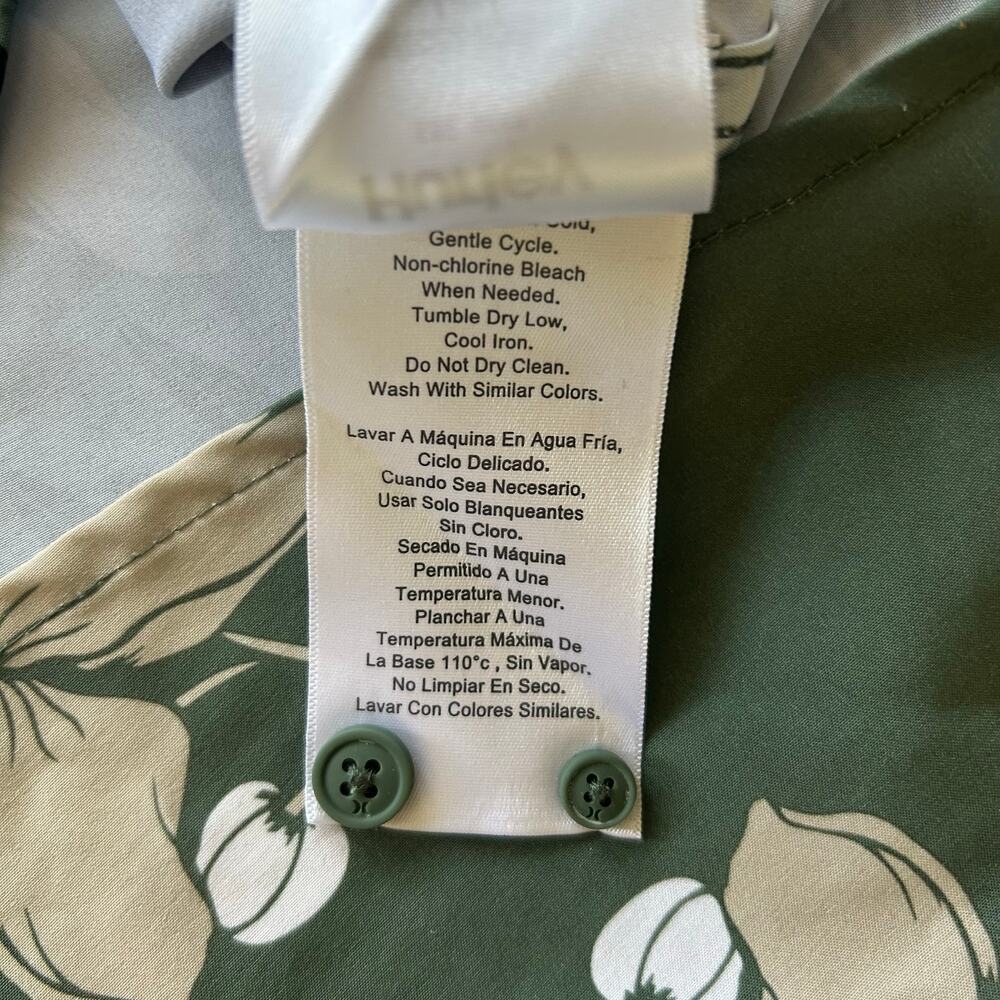 Hurley
Cold,
Gentle Cycle.
Non-chlorine Bleach
When Needed.
Tumble Dry Low,
Cool Iron.
Do Not Dry Clean.
Wash With Similar Colors.
Lavar A Máquina En Agua Fría,
Ciclo Delicado.
Cuando Sea Necesario,
Usar Solo Blanqueantes
Sin Cloro.
Secado En Máquina
Permitido A Una
Temperatura Menor.
Planchar A Una
Temperatura Máxima De
La Base 110°c , Sin Vapor.
No Limpiar En Seco.
Lavar Con Colores Similares.